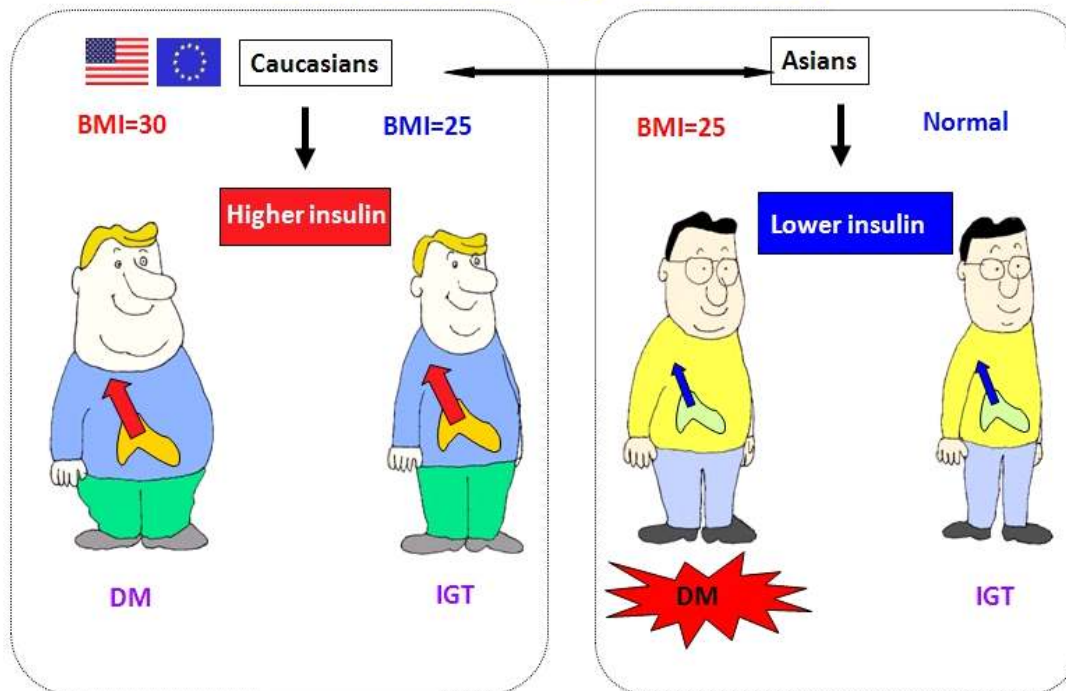 Caucasians
Asians
BMI=30
BMI=25
BMI=25
Normal
Higher insulin
Lower insulin
DM
IGT
DM
IGT